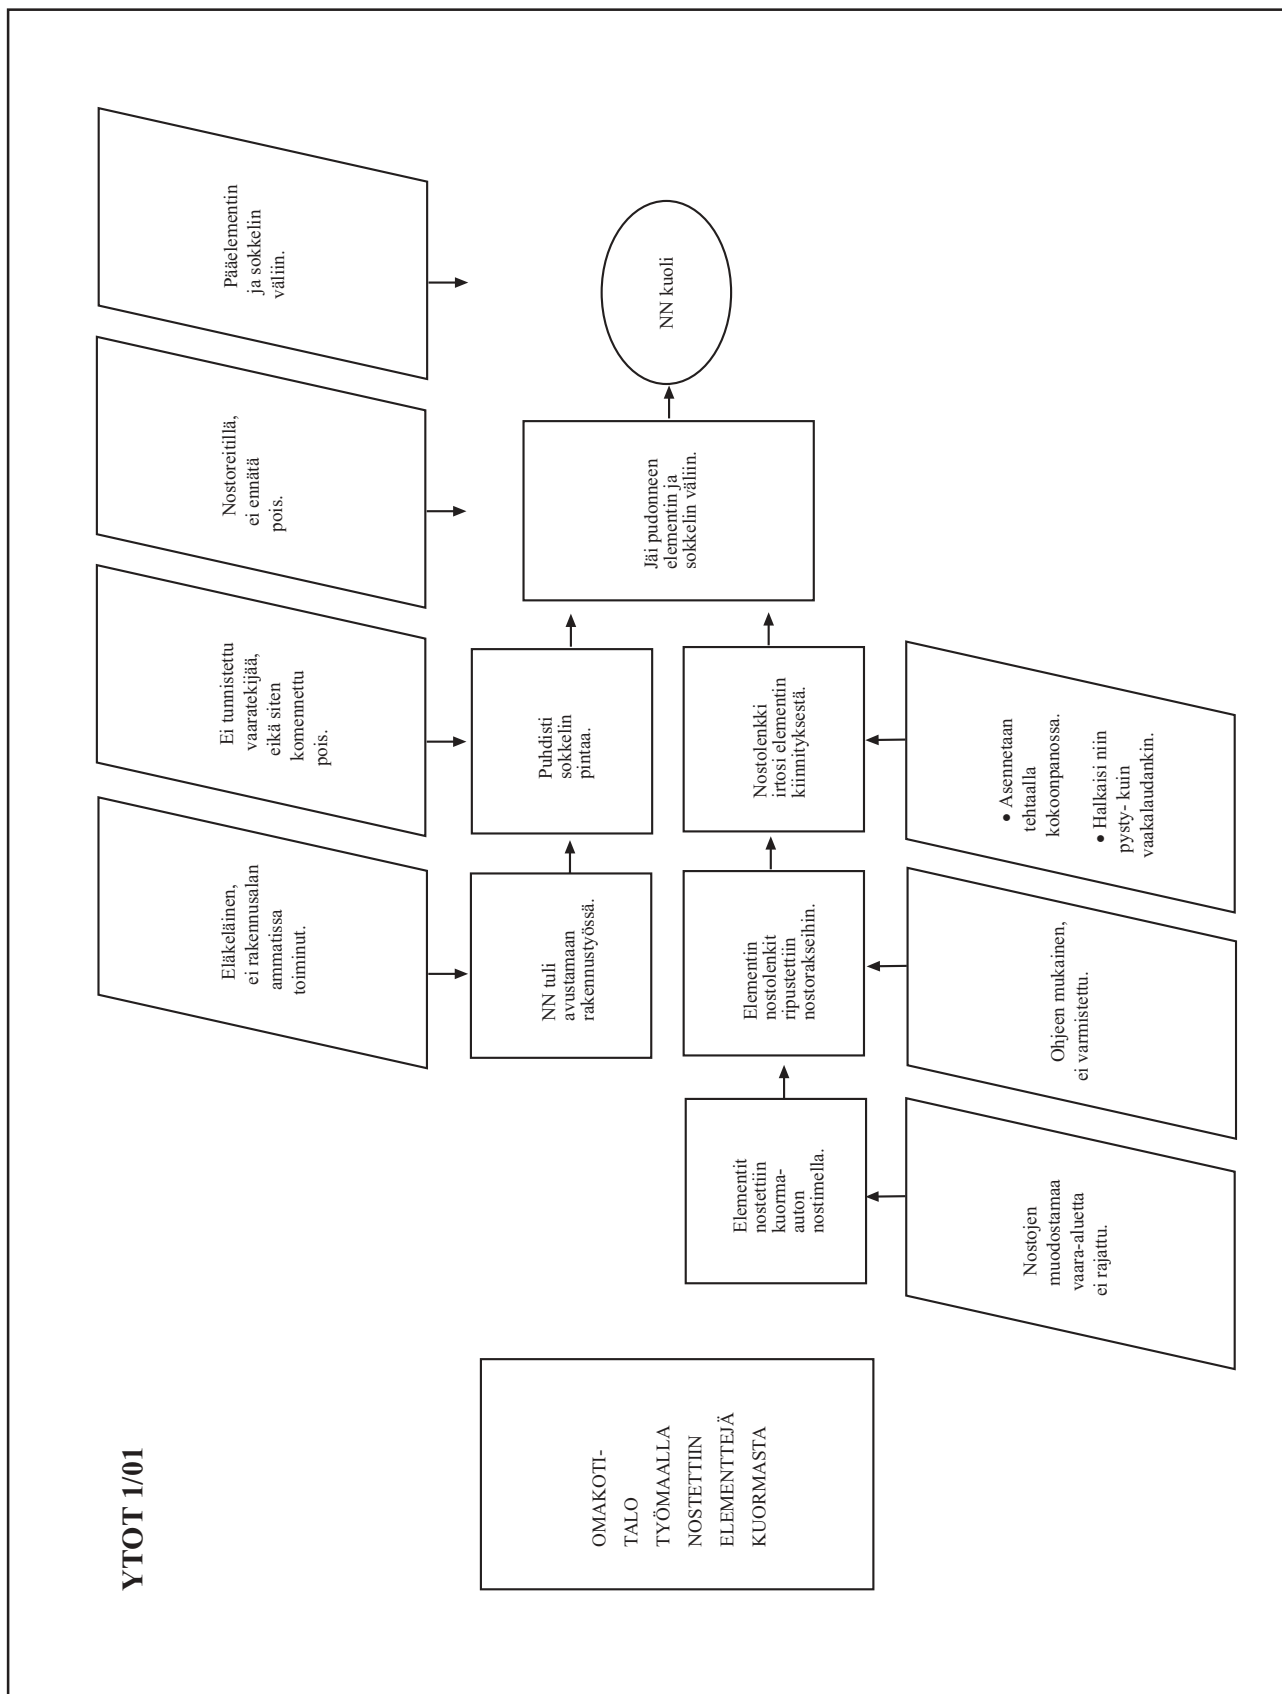 YTOT 1/01
OMAKOTI-
TALO
TYÖMAALLA
NOSTETTIIN
ELEMENTTEJÄ
KUORMASTA
Eläkeläinen,
ei rakennusalan
ammatissa
toiminut.
Ei tunnistettu
vaaratekijää,
eikä siten
komennettu
pois.
Nostoreitillä,
ei ennätä
pois.
Pääelementin
ja sokkelin
väliin.
NN tuli
avustamaan
rakennustyössä.
Puhdisti
sokkelin
pintaa.
Jäi pudonneen
elementin ja
sokkelin väliin.
NN kuoli
Elementit
nostettiin
kuorma-
auton
nostimella.
Elementin
nostolenkit
ripustettiin
nostorakseihin.
Nostolenkki
irtosi elementin
kiinnityksestä.
Nostojen
muodostamaa
vaara-aluetta
ei rajattu.
Ohjeen mukainen,
ei varmistettu.
• Asennetaan
tehtaalla
kokoonpanossa.
• Halkaisi niin
pysty- kuin
vaakalaudankin.